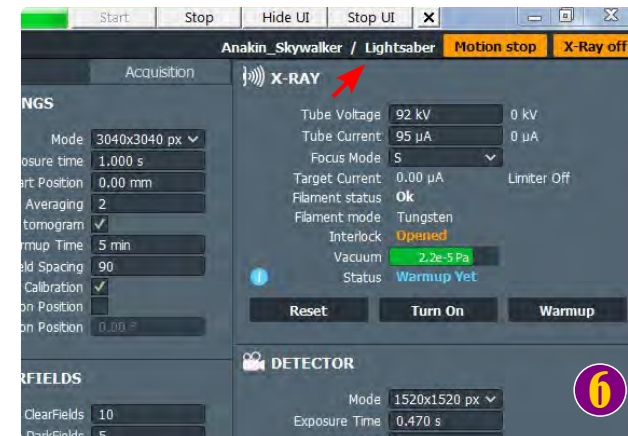 Start Stop Hide UI Stop UI X
Anakin_Skywalker / Lightsaber Motion stop X-Ray off
Acquisition
X-RAY
NGS
Tube Voltage 92 kV 0 kV
Mode 3040x3040 px
Tube Current 95 µA 0 µA
osure time 1.000 s
Focus Mode S
art Position 0.00 mm
Target Current 0.00 µA Limiter Off
Averaging 2
Filament status Ok
tomogram
Filament mode Tungsten
rmup Time 5 min
Interlock Opened
eld Spacing 90
Vacuum 2,2e-5 Pa
Calibration
Status Warmup Yet
on Position
on Position 0.00 °
Reset Turn On Warmup
DETECTOR
RFIELDS
Mode 1520x1520 px
ClearFields 10
Exposure Time 0.470 s
DarkFields 5
6